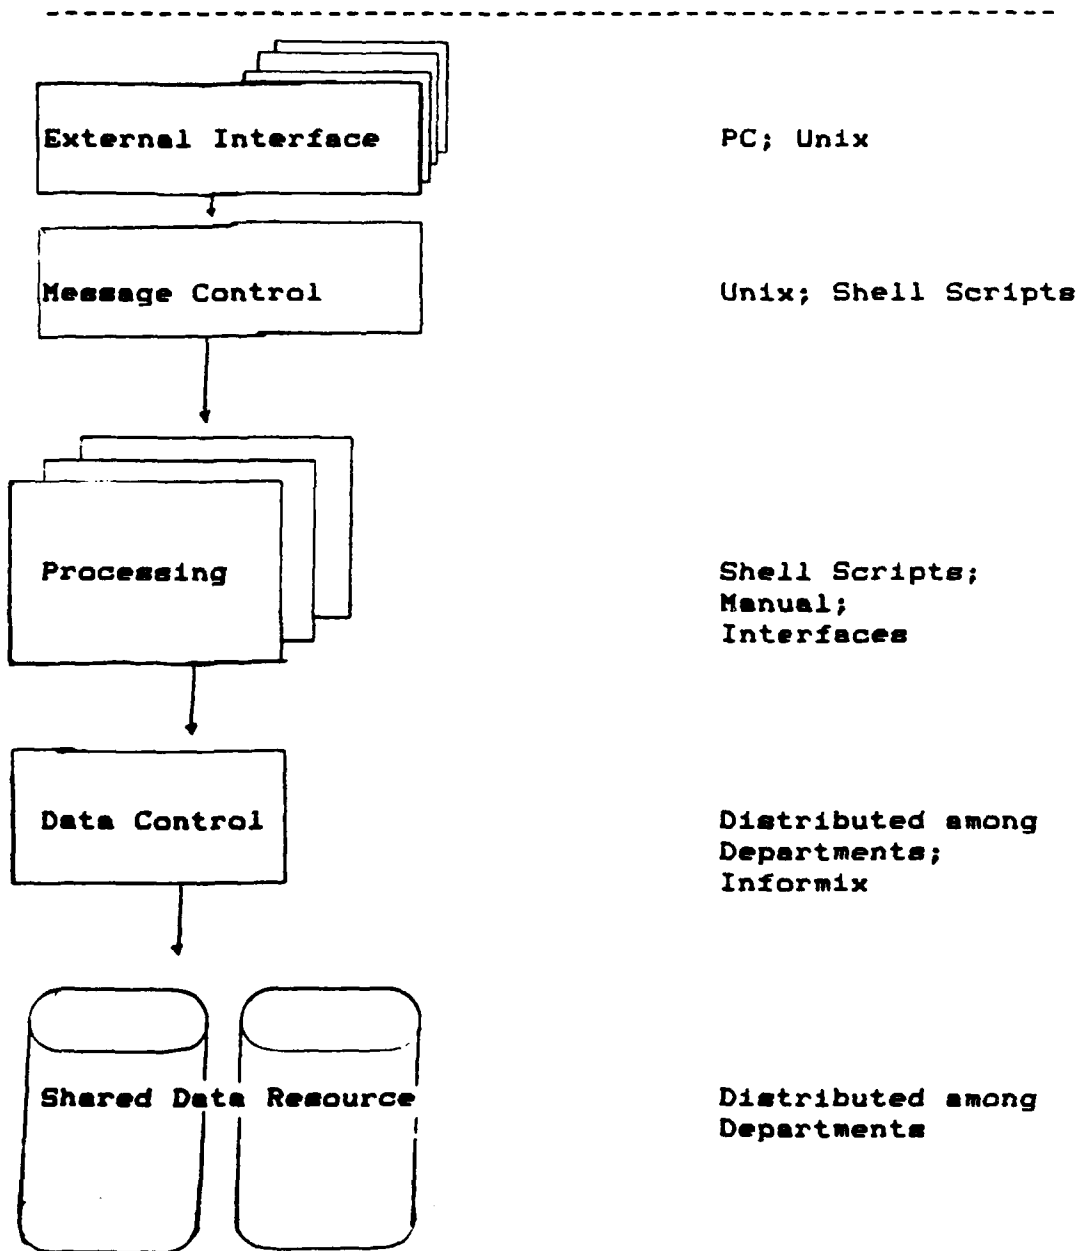 External Interface
PC; Unix
Message Control
Unix; Shell Scripts
Processing
Shell Scripts;
Manual;
Interfaces
Data Control
Distributed among
Departments;
Informix
Shared Data Resource
Distributed among
Departments